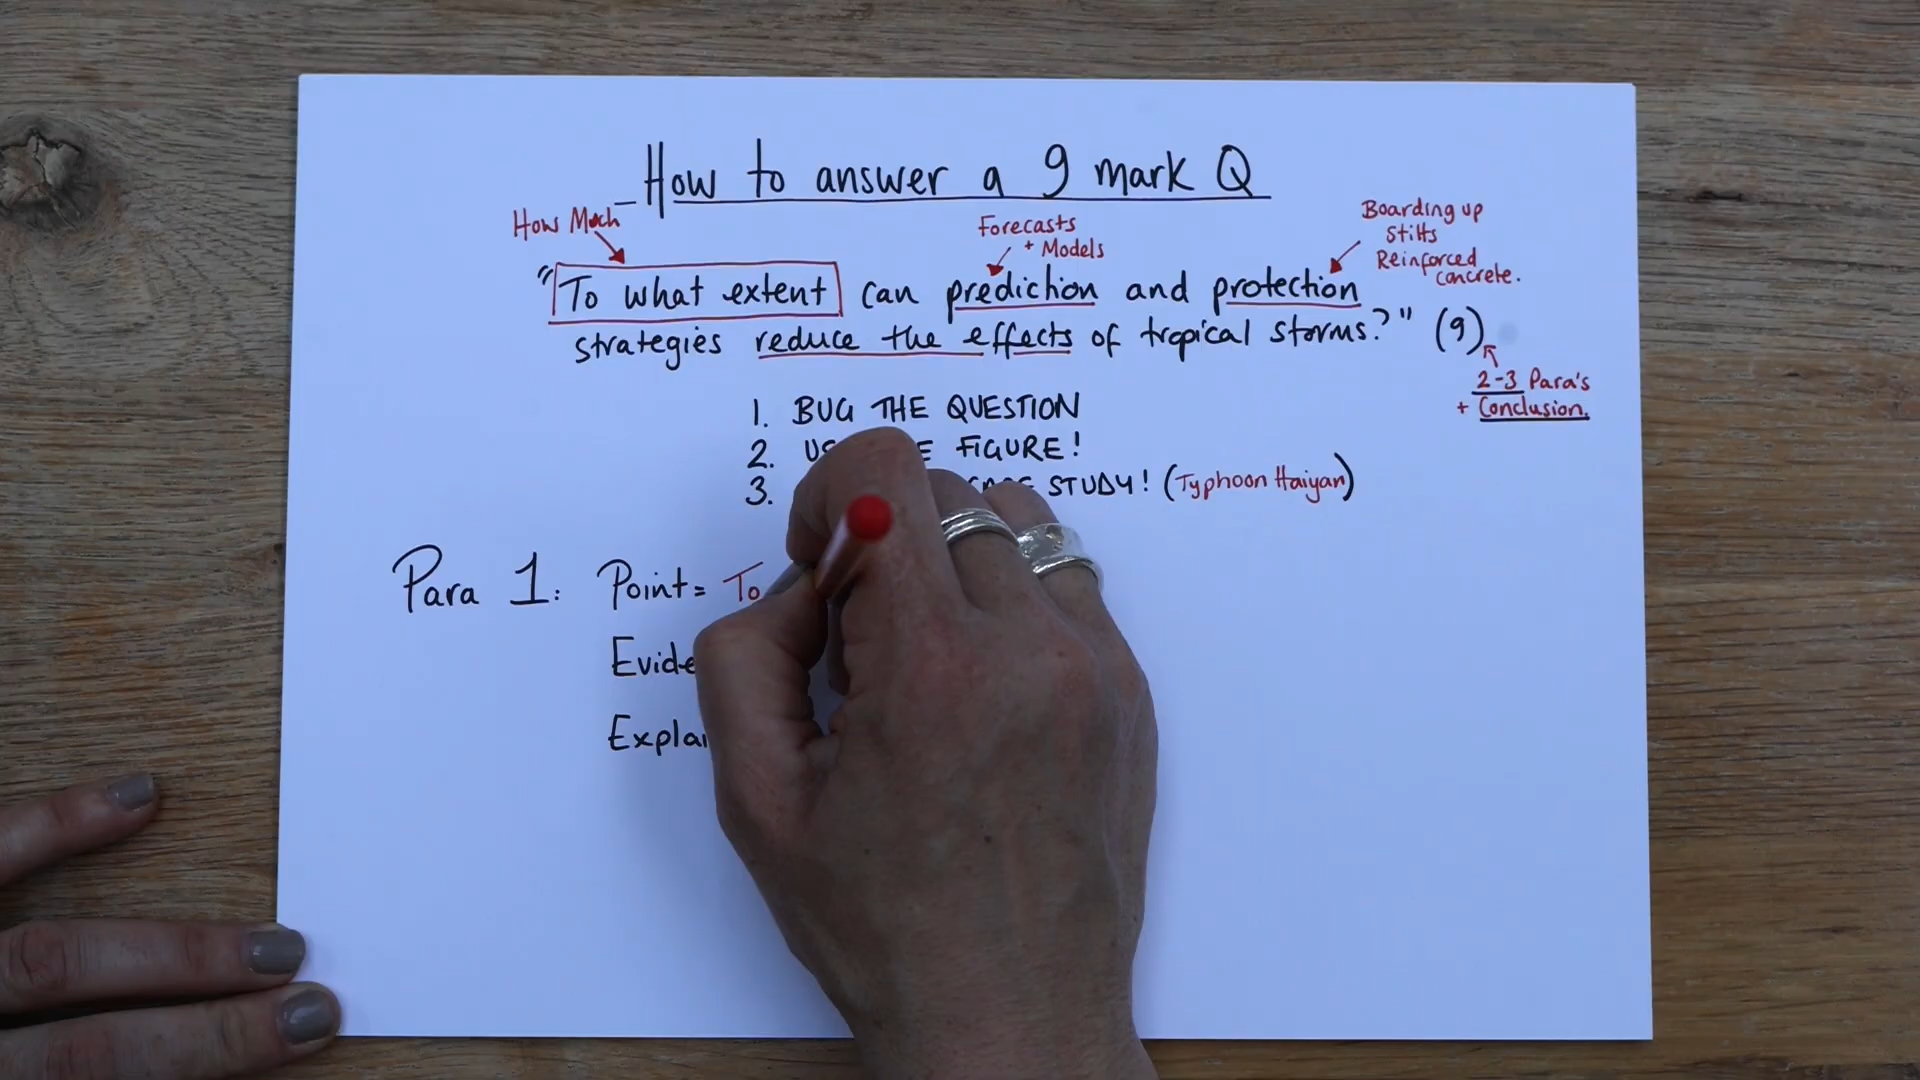 How to answer a 9 mark Q
How Much
Forecasts
+ Models
Boarding up
Stilts
Reinforced
concrete.
"To what extent can prediction and protection
strategies reduce the effects of tropical storms?" (9)
2-3 Para's
+ Conclusion.
1. BUG THE QUESTION
2. FIGURE!
3. STUDY! (Typhoon Haiyan)
Para 1: Point= To
Evide
Explai